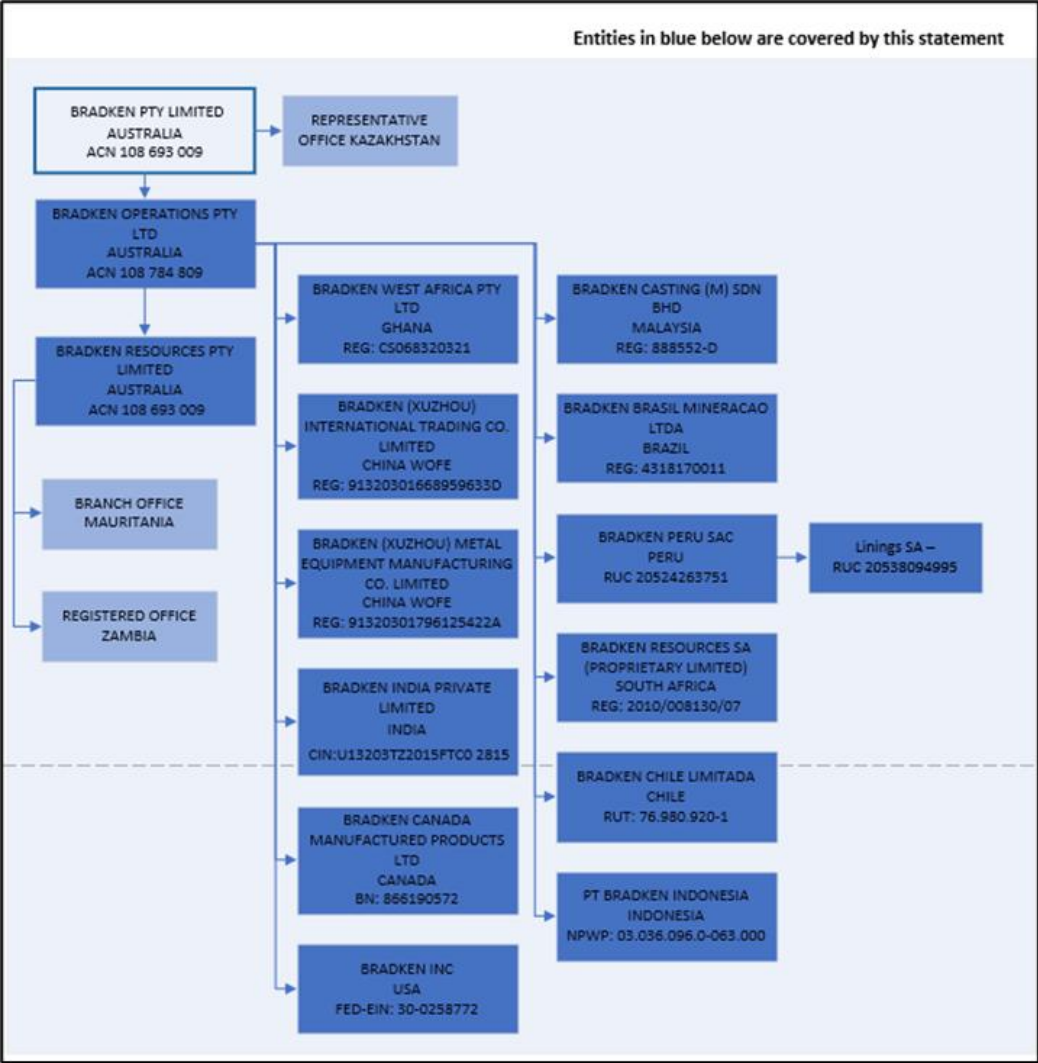 Entities in blue below are covered by this statement
BRADKEN PTY LIMITED
AUSTRALIA
ACN 108 693 009
REPRESENTATIVE
OFFICE KAZAKHSTAN
BRADKEN OPERATIONS PTY
LTD
AUSTRALIA
ACN 108 784 809
BRADKEN RESOURCES PTY
LIMITED
AUSTRALIA
ACN 108 693 009
BRANCH OFFICE
MAURITANIA
REGISTERED OFFICE
ZAMBIA
BRADKEN WEST AFRICA PTY
LTD
GHANA
REG: CS068320321
BRADKEN (XUZHOU)
INTERNATIONAL TRADING CO.
LIMITED
CHINA WOFE
REG: 91320301668959633D
BRADKEN (XUZHOU) METAL
EQUIPMENT MANUFACTURING
CO. LIMITED
CHINA WOFE
REG: 91320301796125422A
BRADKEN INDIA PRIVATE
LIMITED
INDIA
CIN:U13203TZ2015FTC0 2815
BRADKEN CANADA
MANUFACTURED PRODUCTS
LTD
CANADA
BN: 866190572
BRADKEN INC
USA
FED-EIN: 30-0258772
BRADKEN CASTING (M) SDN
BHD
MALAYSIA
REG: 888552-D
BRADKEN BRASIL MINERACAO
LTDA
BRAZIL
REG: 4318170011
BRADKEN PERU SAC
PERU
RUC 20524263751
Linings SA –
RUC 20538094995
BRADKEN RESOURCES SA
(PROPRIETARY LIMITED)
SOUTH AFRICA
REG: 2010/008130/07
BRADKEN CHILE LIMITADA
CHILE
RUT: 76.980.920-1
PT BRADKEN INDONESIA
INDONESIA
NPWP: 03.036.096.0-063.000